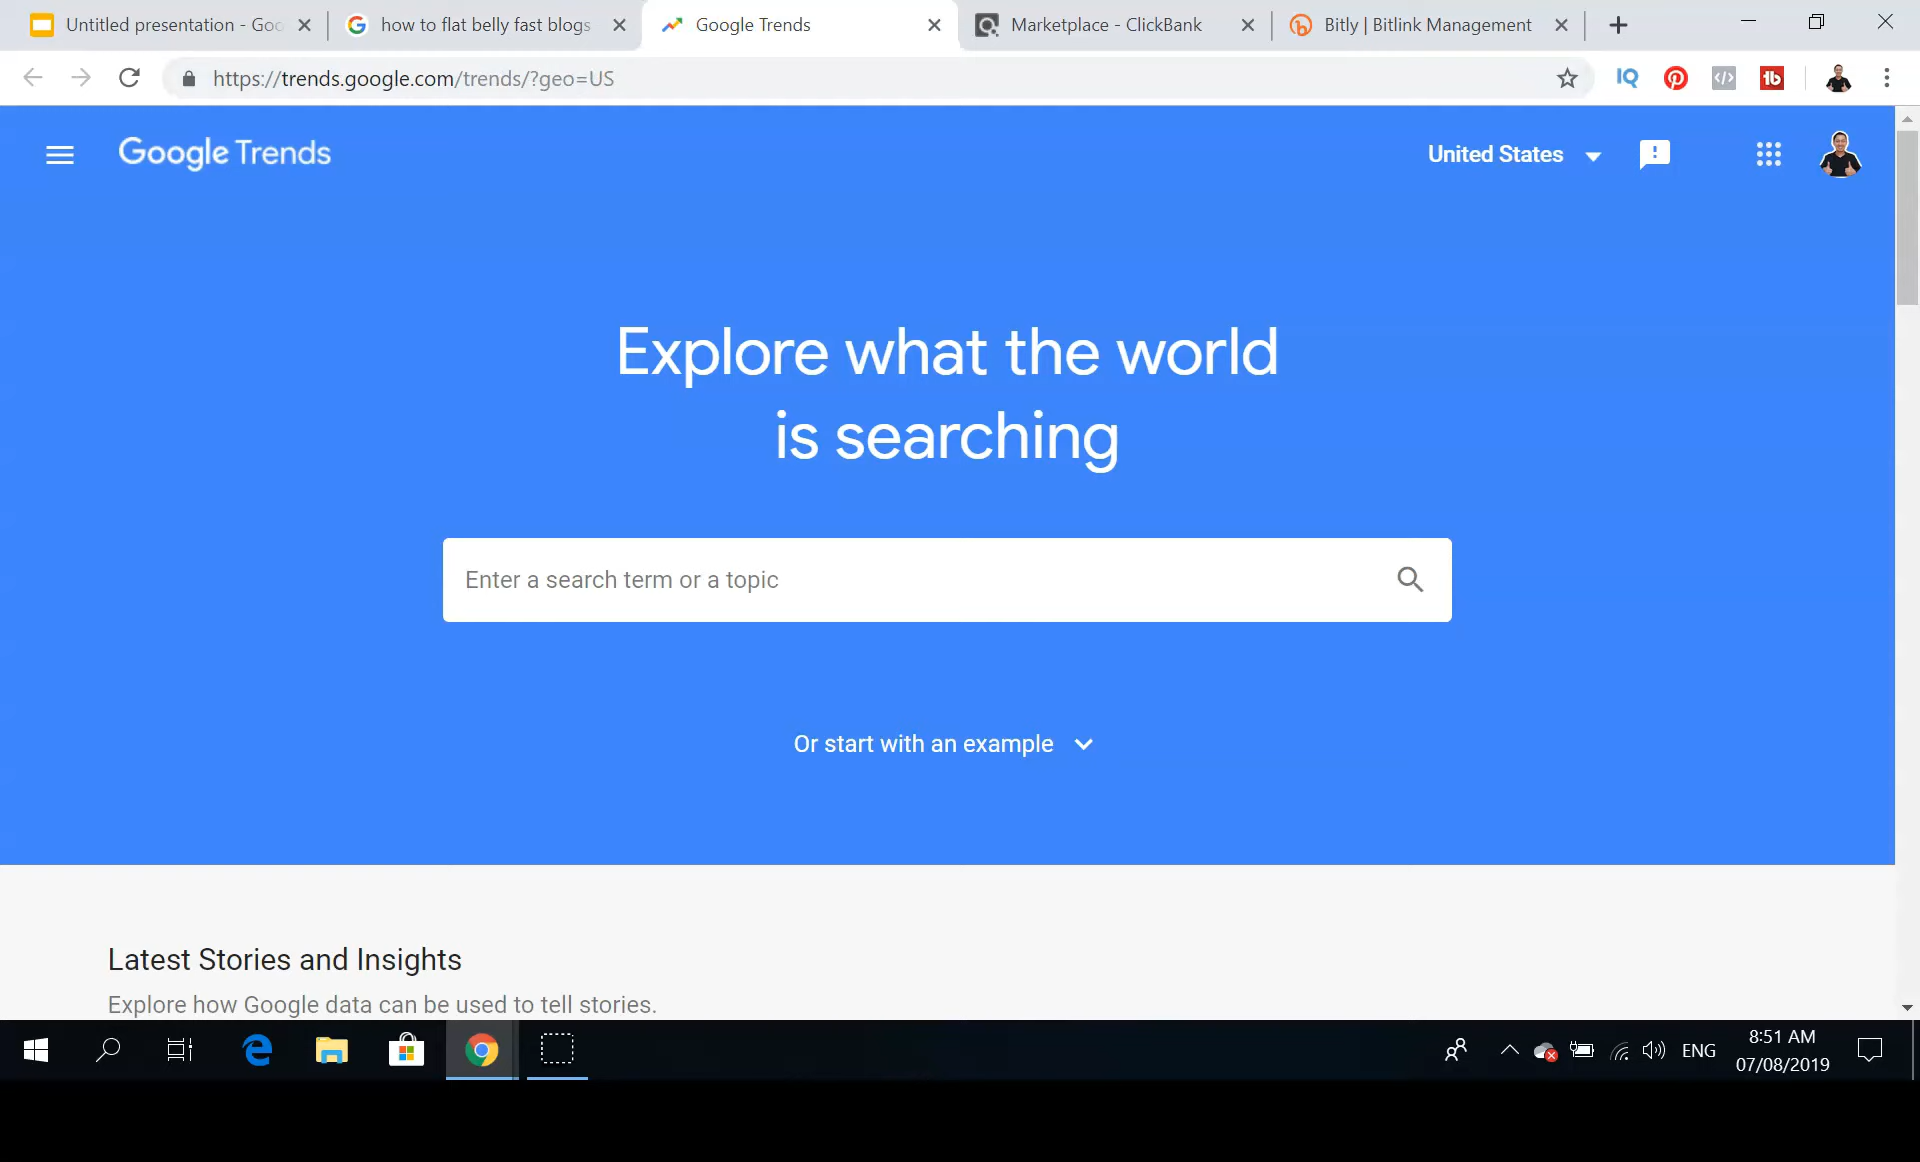 Untitled presentation - Goo
how to flat belly fast blogs
Google Trends
Marketplace - ClickBank
Bitly | Bitlink Management
https://trends.google.com/trends/?geo=US
IQ
Google Trends
United States
Explore what the world
is searching
Enter a search term or a topic
Or start with an example
Latest Stories and Insights
Explore how Google data can be used to tell stories.
ENG
8:51 AM
07/08/2019